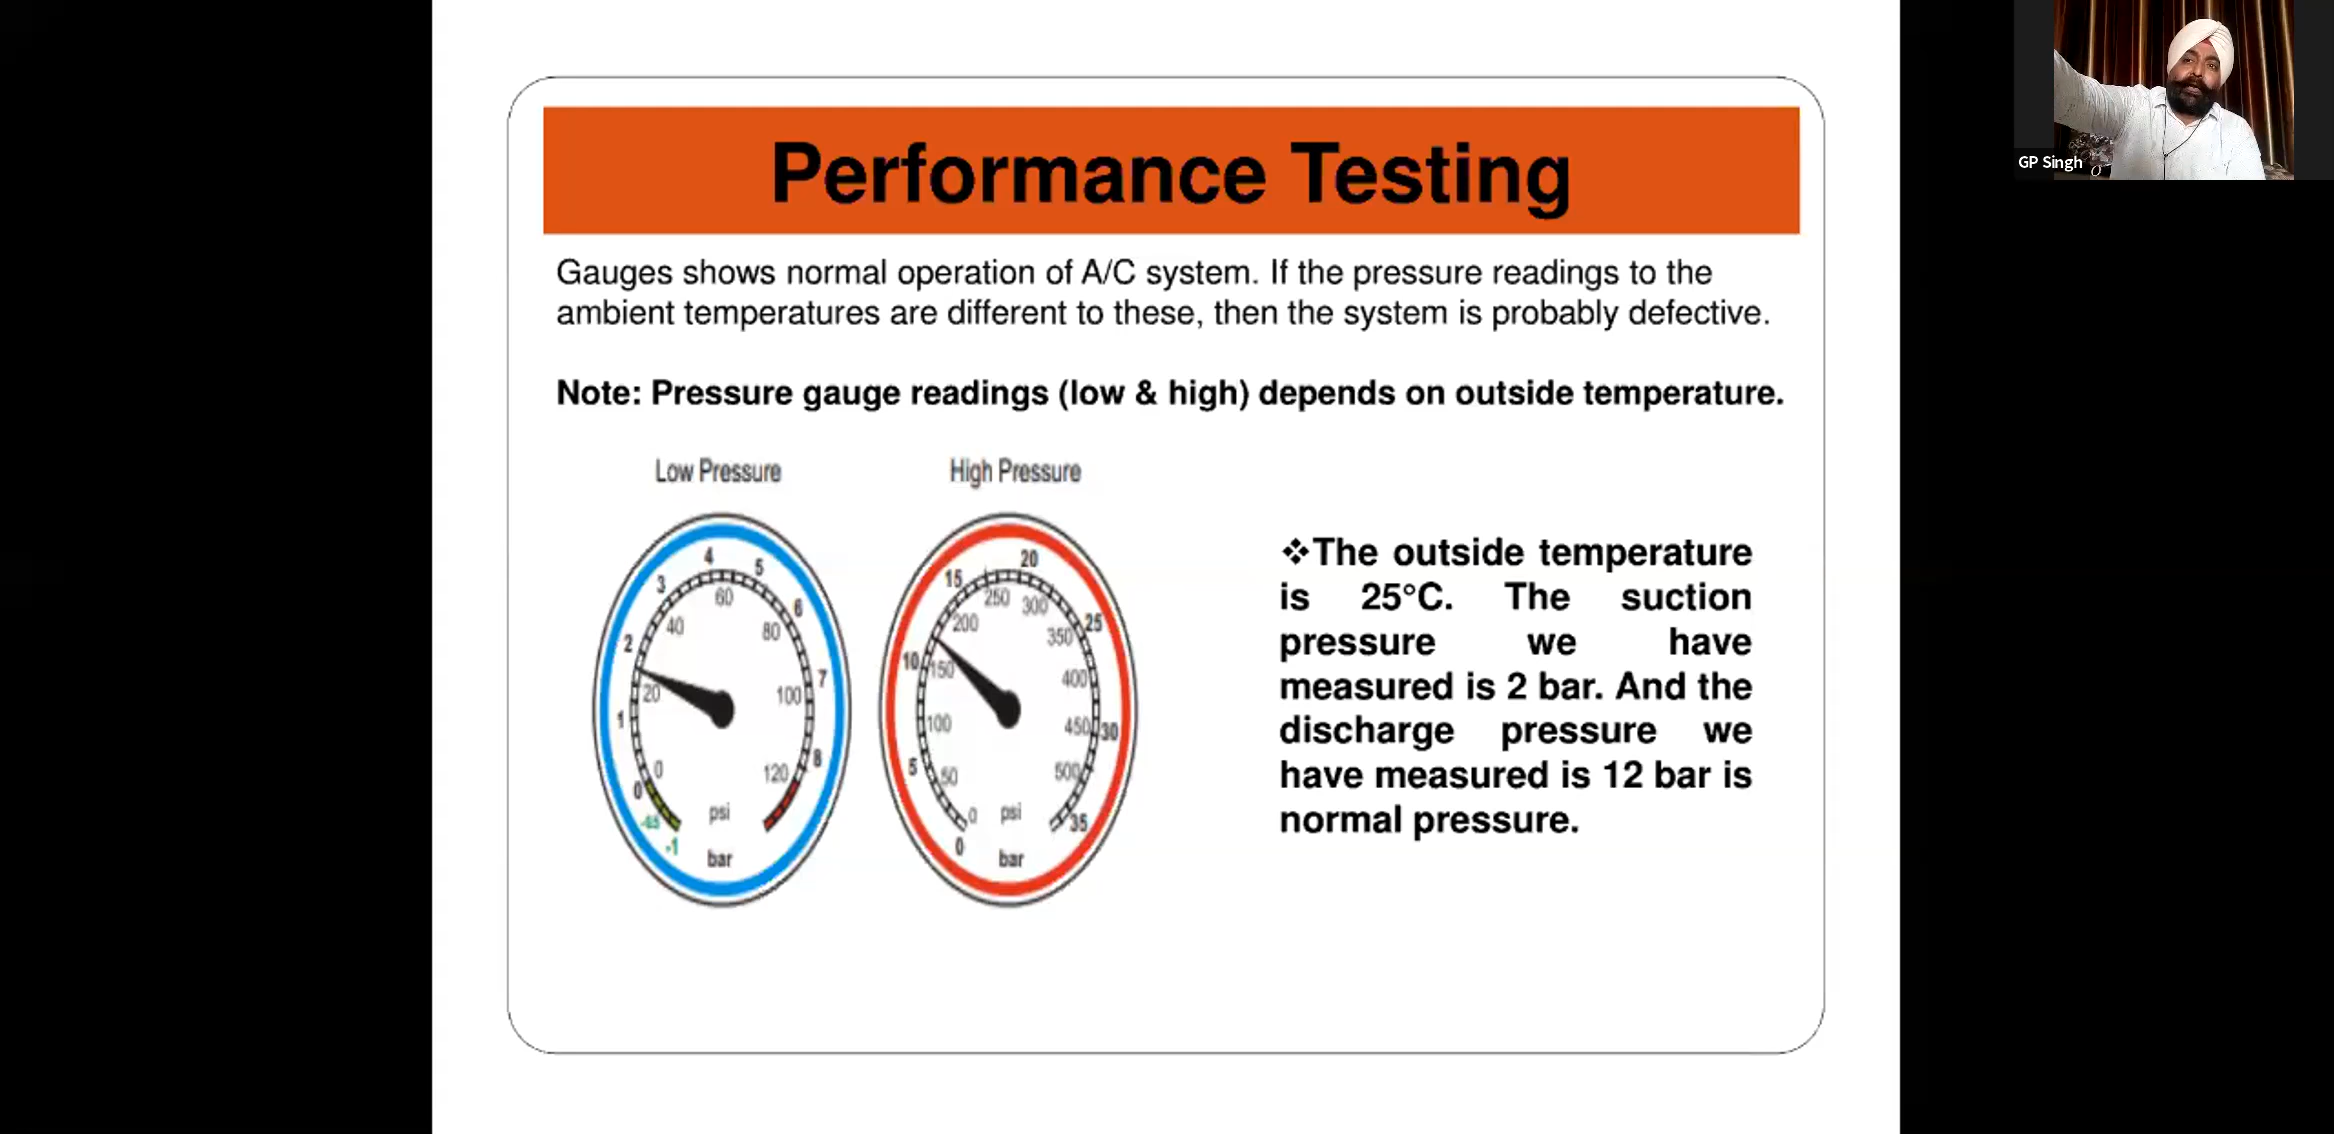 Performance Testing
Gauges shows normal operation of A/C system. If the pressure readings to the
ambient temperatures are different to these, then the system is probably defective.
Note: Pressure gauge readings (low & high) depends on outside temperature.
Low Pressure
0
1
2
3
4
5
6
7
8
0
20
40
60
80
100
120
-1
psi
bar
High Pressure
0
5
10
15
20
25
30
35
0
50
100
150
200
250
300
350
400
450
500
psi
bar
❖The outside temperature
is 25°C. The suction
pressure we have
measured is 2 bar. And the
discharge pressure we
have measured is 12 bar is
normal pressure.
GP Singh